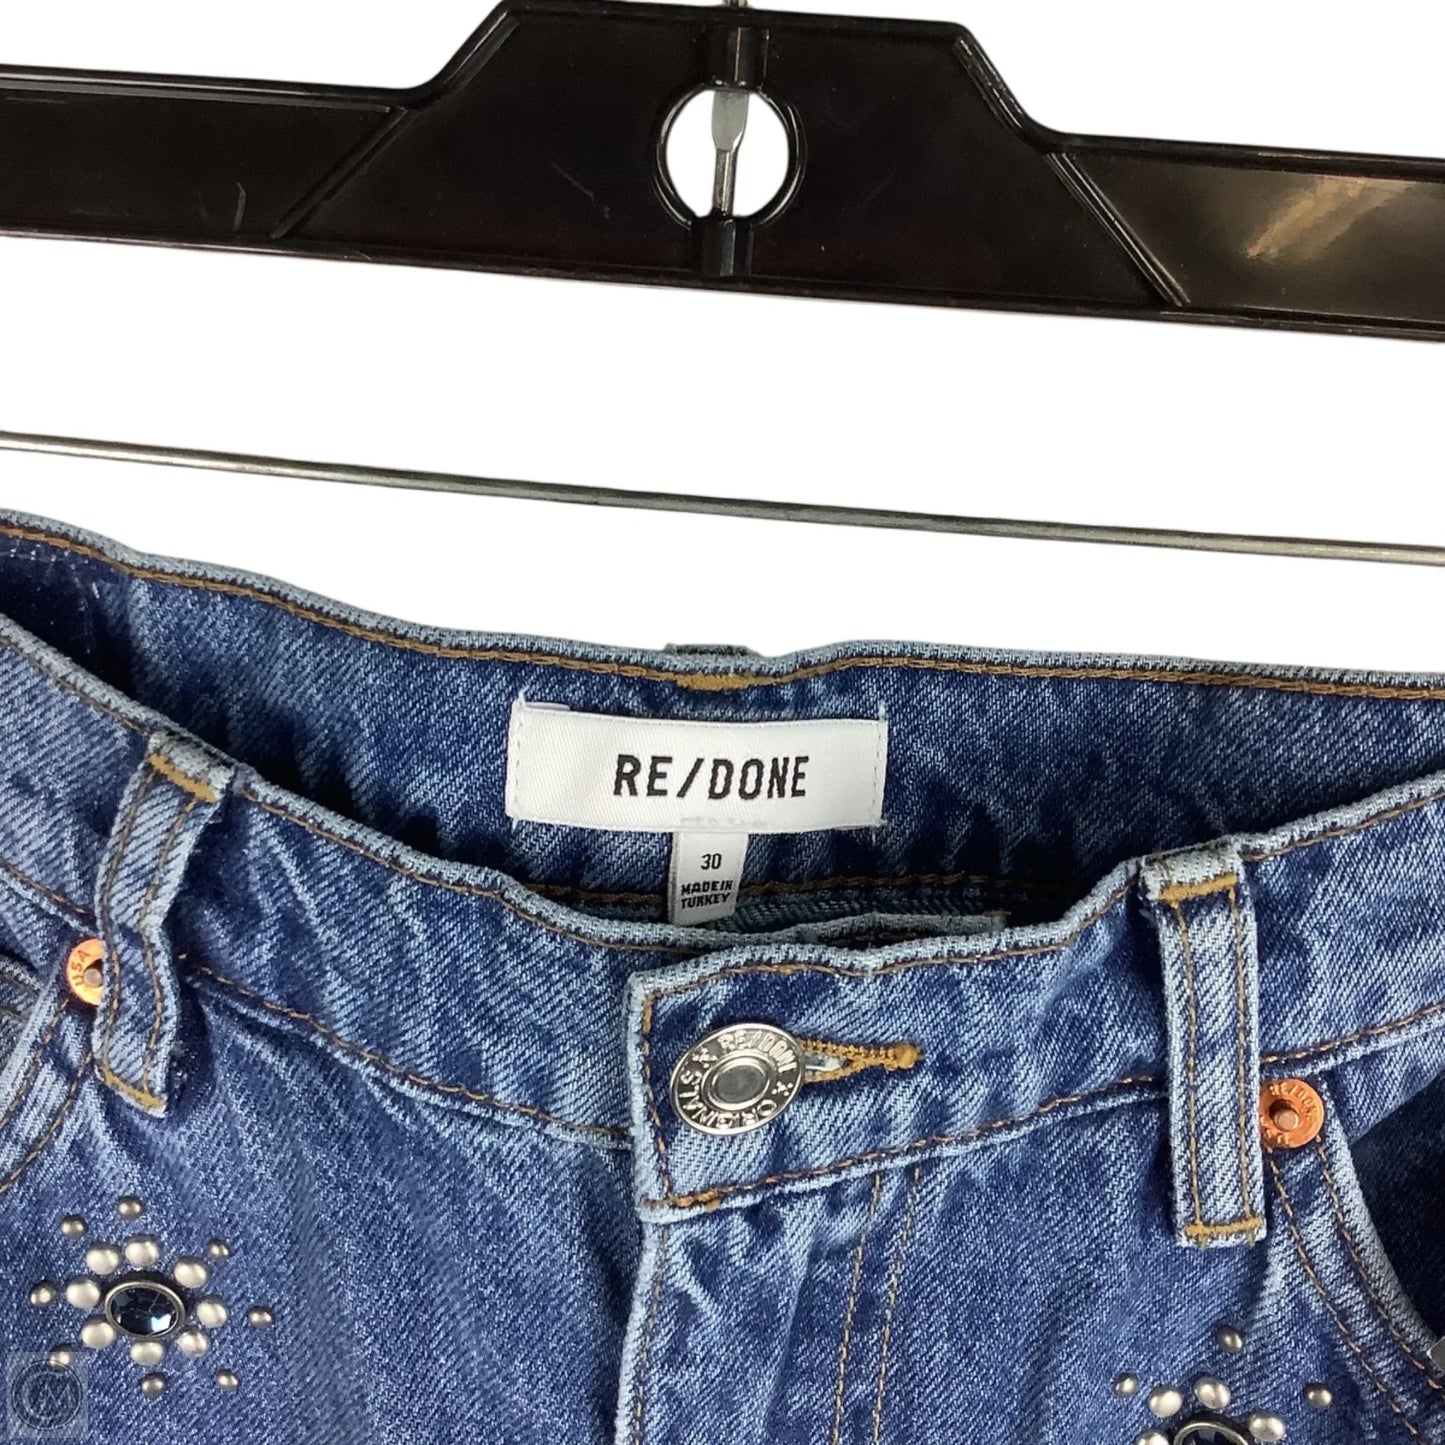 RE/DONE
30
MADE IN
TURKEY
USA
RE/DONE ORIGINALS
RE/DONE